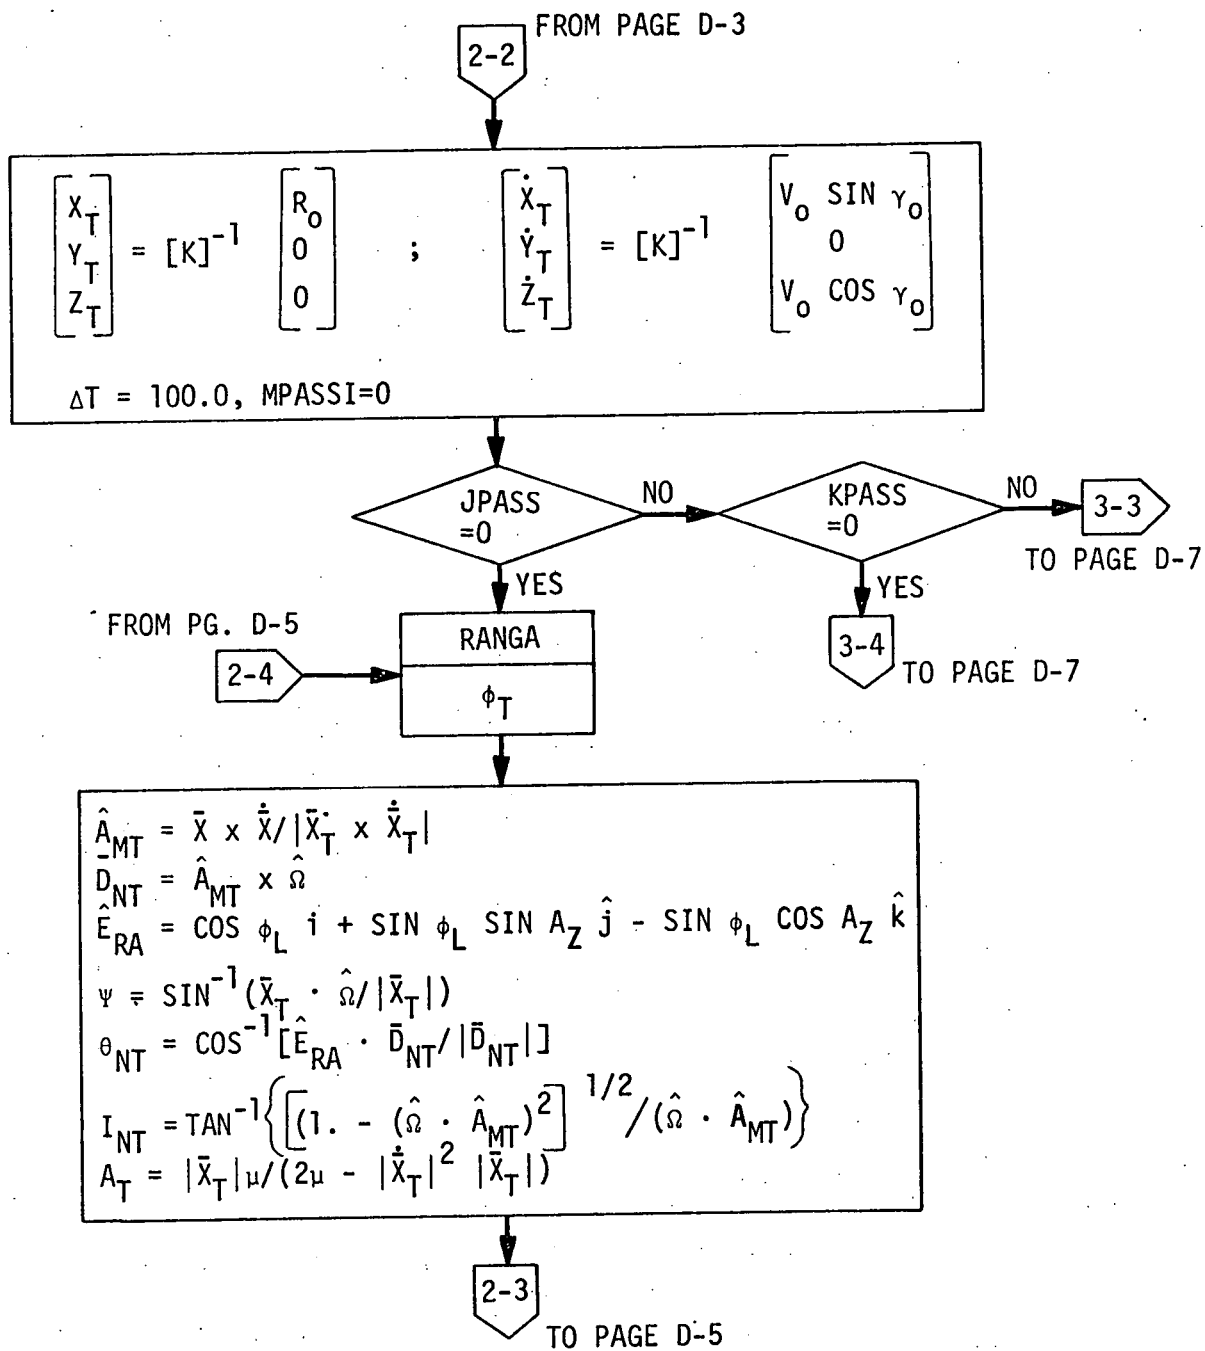 FROM PAGE D-3
2-2
[X_T Y_T Z_T] = [K]⁻¹ [R_o 0 0] ; [Ẋ_T Ẏ_T Ż_T] = [K]⁻¹ [V_o SIN γ_o 0 V_o COS γ_o]
ΔT = 100.0, MPASSI=0
JPASS
=0
NO
KPASS
=0
NO
3-3
TO PAGE D-7
YES
YES
FROM PG. D-5
2-4
RANGA
φ_T
3-4
TO PAGE D-7
Â_MT = X̄ x Ẋ̄/|X̄_T x Ẋ̄_T|
D̄_NT = Â_MT x Ω̂
Ê_RA = COS φ_L i + SIN φ_L SIN A_Z ĵ - SIN φ_L COS A_Z k̂
Ψ = SIN⁻¹(X̄_T · Ω̂/|X̄_T|)
θ_NT = COS⁻¹[Ê_RA · D̄_NT/|D̄_NT|]
I_NT = TAN⁻¹{[(1. - (Ω̂ · Â_MT)²]^1/2/(Ω̂ · Â_MT)}
A_T = |X̄_T|μ/(2μ - |Ẋ̄_T|² |X̄_T|)
2-3
TO PAGE D-5